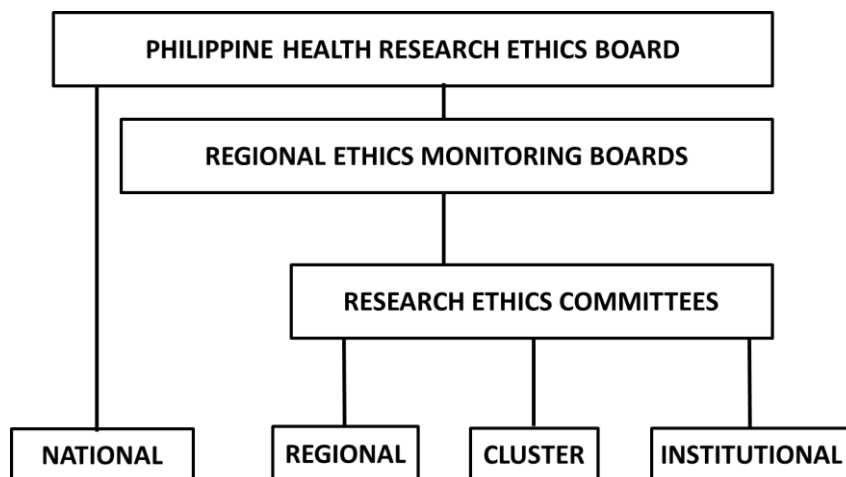 PHILIPPINE HEALTH RESEARCH ETHICS BOARD
REGIONAL ETHICS MONITORING BOARDS
RESEARCH ETHICS COMMITTEES
NATIONAL
REGIONAL
CLUSTER
INSTITUTIONAL